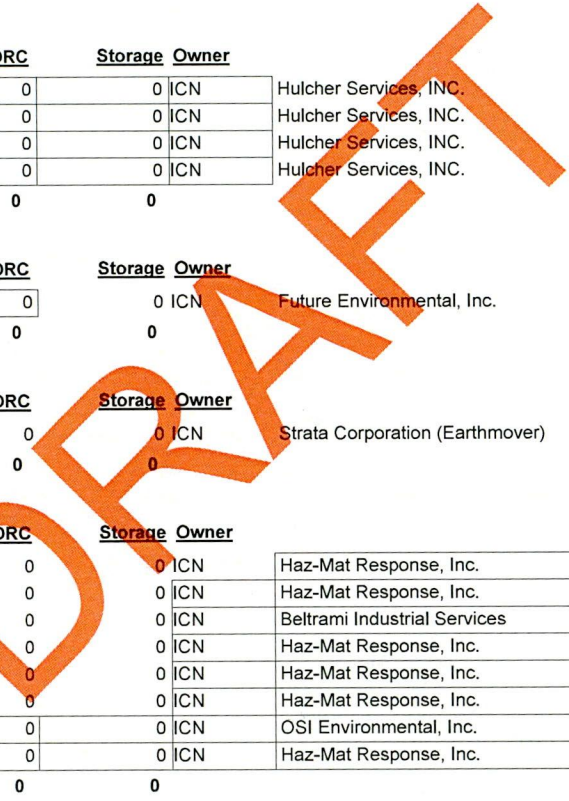 ORC Storage Owner
0 0 ICN Hulcher Services, INC.
0 0 ICN Hulcher Services, INC.
0 0 ICN Hulcher Services, INC.
0 0 ICN Hulcher Services, INC.
0 0
ORC Storage Owner
0 0 ICN Future Environmental, Inc.
0 0
ORC Storage Owner
0 0 ICN Strata Corporation (Earthmover)
0 0
ORC Storage Owner
0 0 ICN Haz-Mat Response, Inc.
0 0 ICN Haz-Mat Response, Inc.
0 0 ICN Beltrami Industrial Services
0 0 ICN Haz-Mat Response, Inc.
0 0 ICN Haz-Mat Response, Inc.
0 0 ICN Haz-Mat Response, Inc.
0 0 ICN OSI Environmental, Inc.
0 0 ICN Haz-Mat Response, Inc.
0 0
DRAFT